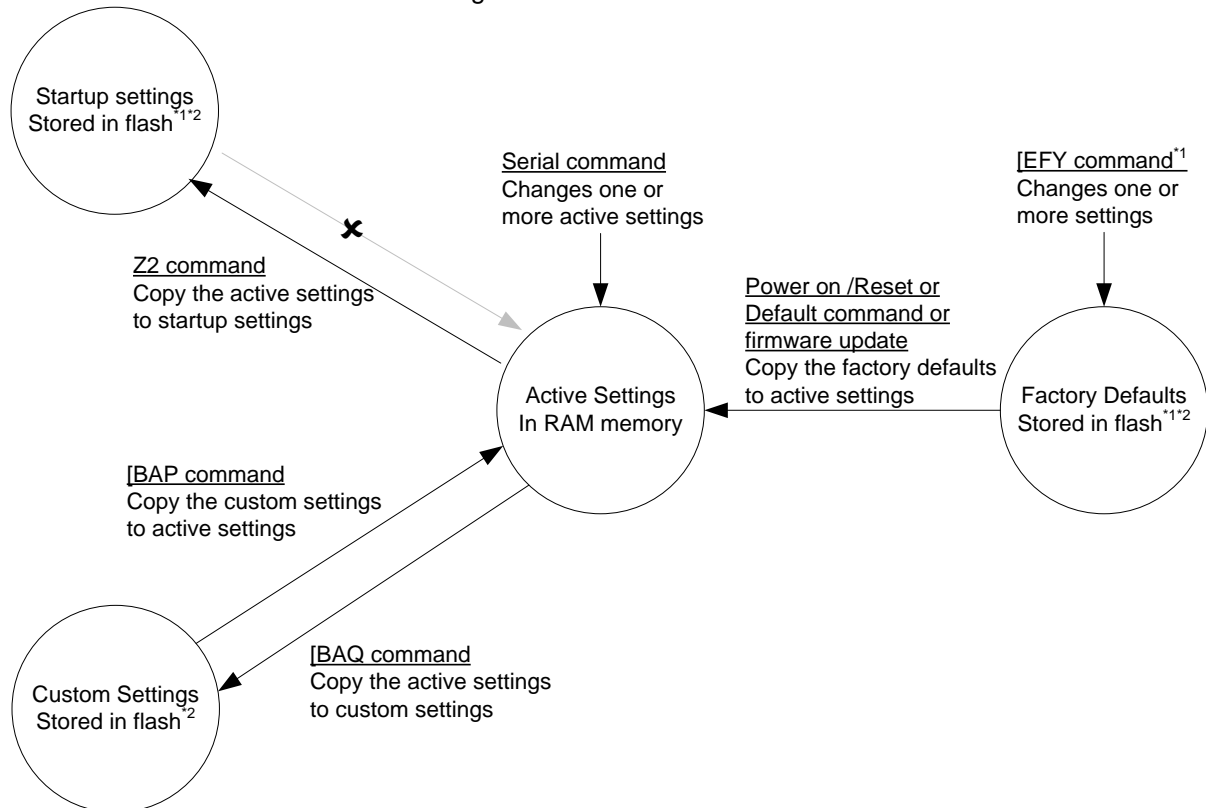 Startup settings
Stored in flash*1*2
Serial command
Changes one or
more active settings
[EFY command*1
Changes one or
more settings
Z2 command
Copy the active settings
to startup settings
Power on /Reset or
Default command or
firmware update
Copy the factory defaults
to active settings
Active Settings
In RAM memory
Factory Defaults
Stored in flash*1*2
[BAP command
Copy the custom settings
to active settings
[BAQ command
Copy the active settings
to custom settings
Custom Settings
Stored in flash*2